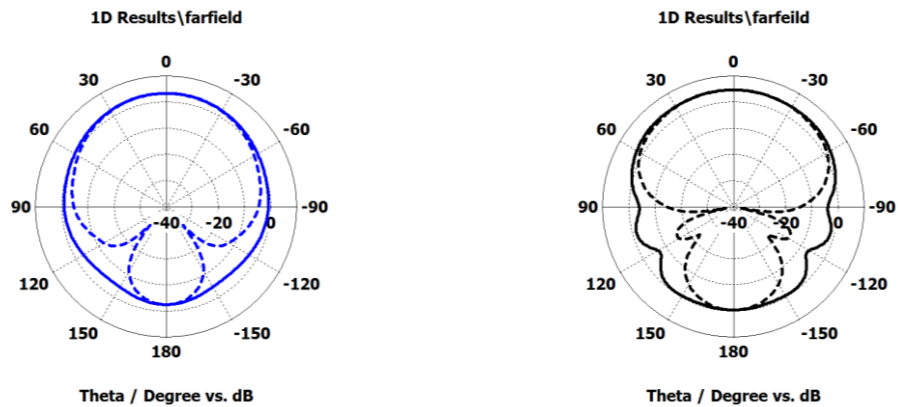 1D Results\farfield
0
30 -30
60 -60
90 -40 -20 0 -90
120 -120
150 -150
180
Theta / Degree vs. dB
1D Results\farfeild
0
30 -30
60 -60
90 -40 -20 0 -90
120 -120
150 -150
180
Theta / Degree vs. dB